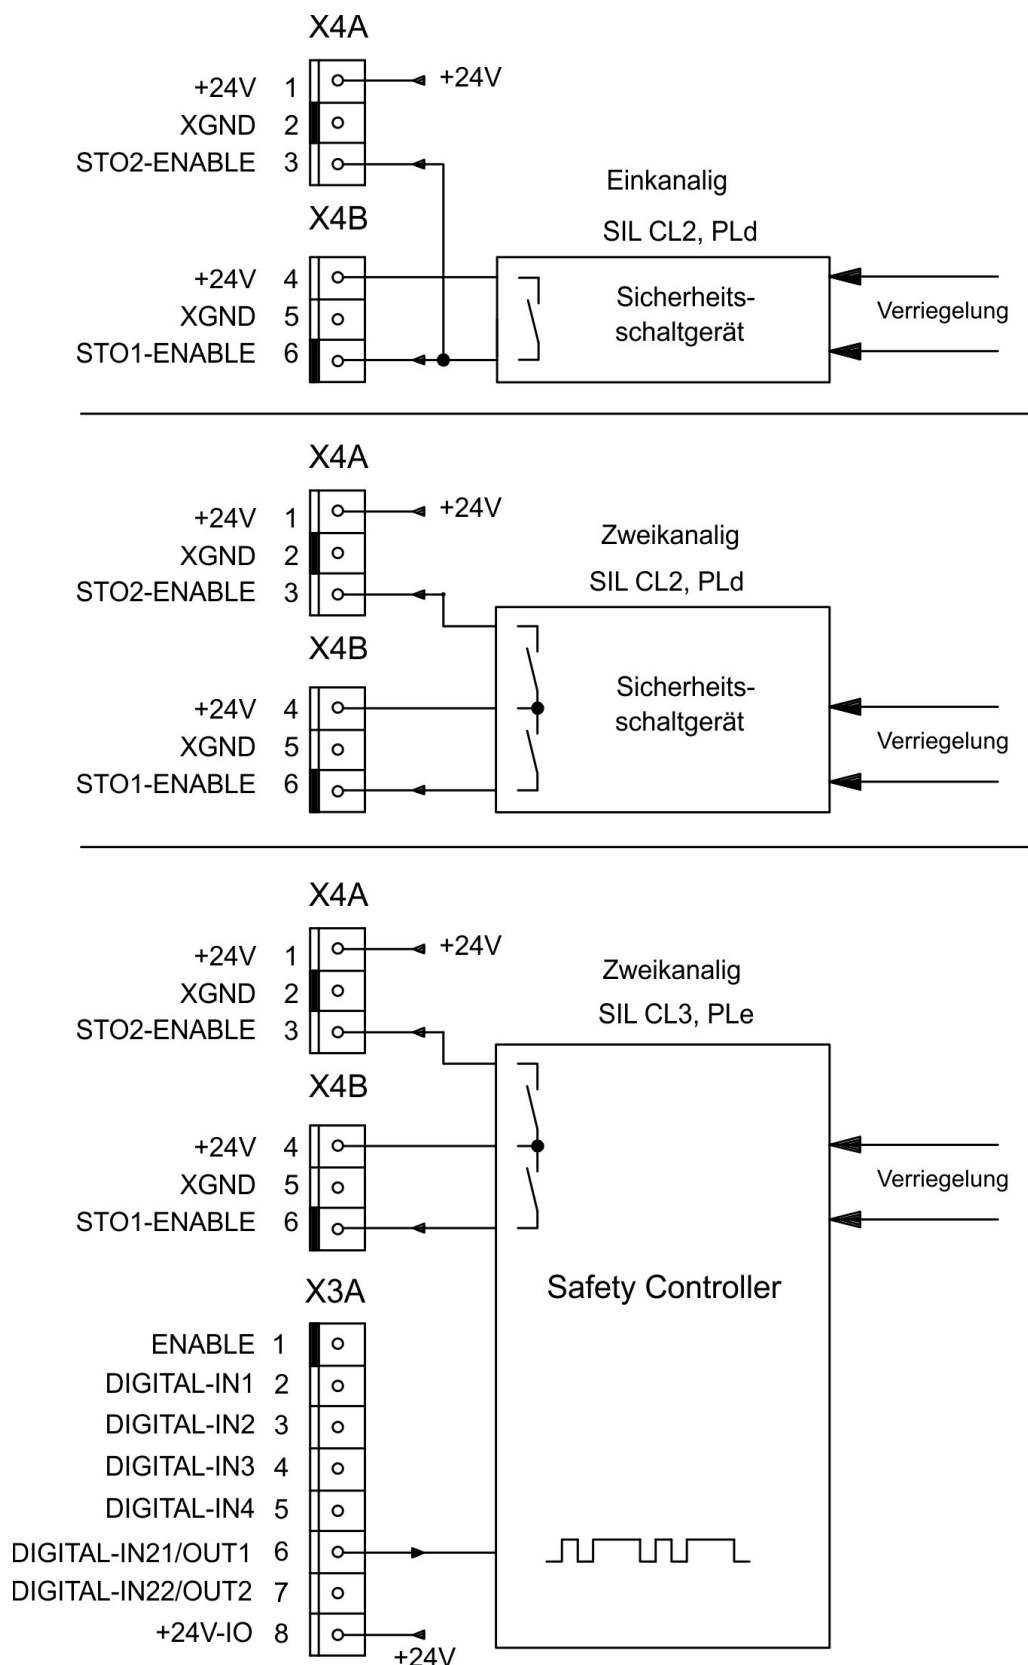 X4A
+24V 1 +24V
XGND 2
STO2-ENABLE 3
Einkanalig
SIL CL2, PLd
X4B
+24V 4
XGND 5
STO1-ENABLE 6
Sicherheits-
schaltgerät
Verriegelung
X4A
+24V 1 +24V
XGND 2
STO2-ENABLE 3
Zweikanalig
SIL CL2, PLd
X4B
+24V 4
XGND 5
STO1-ENABLE 6
Sicherheits-
schaltgerät
Verriegelung
X4A
+24V 1 +24V
XGND 2
STO2-ENABLE 3
Zweikanalig
SIL CL3, PLe
X4B
+24V 4
XGND 5
STO1-ENABLE 6
Verriegelung
Safety Controller
X3A
ENABLE 1
DIGITAL-IN1 2
DIGITAL-IN2 3
DIGITAL-IN3 4
DIGITAL-IN4 5
DIGITAL-IN21/OUT1 6
DIGITAL-IN22/OUT2 7
+24V-IO 8
+24V